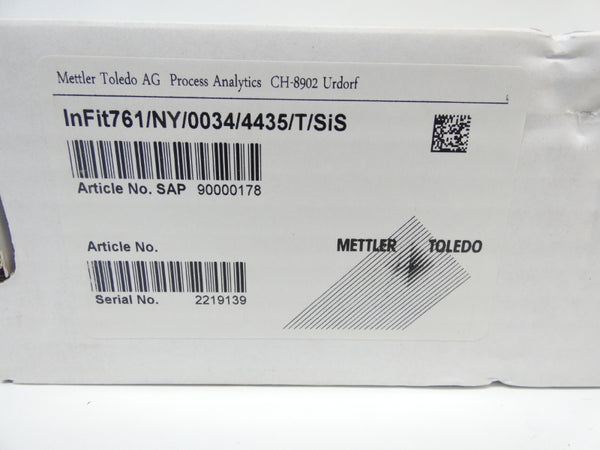 Mettler Toledo AG Process Analytics CH-8902 Urdorf
InFit761/NY/0034/4435/T/SiS
Article No. SAP 90000178
Article No.
METTLER TOLEDO
Serial No. 2219139